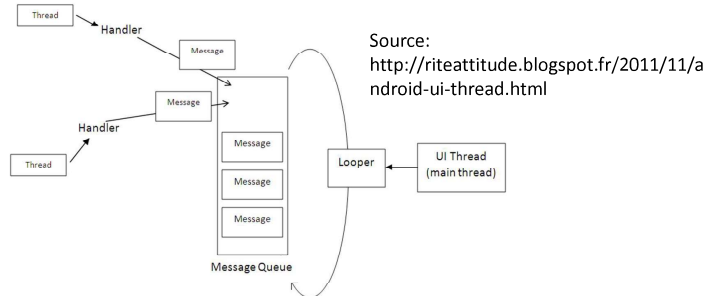 Thread
Handler
Message
Source:
http://riteattitude.blogspot.fr/2011/11/a
ndroid-ui-thread.html
Message
Handler
Thread
Message
Message
Message
Looper
UI Thread
(main thread)
Message Queue